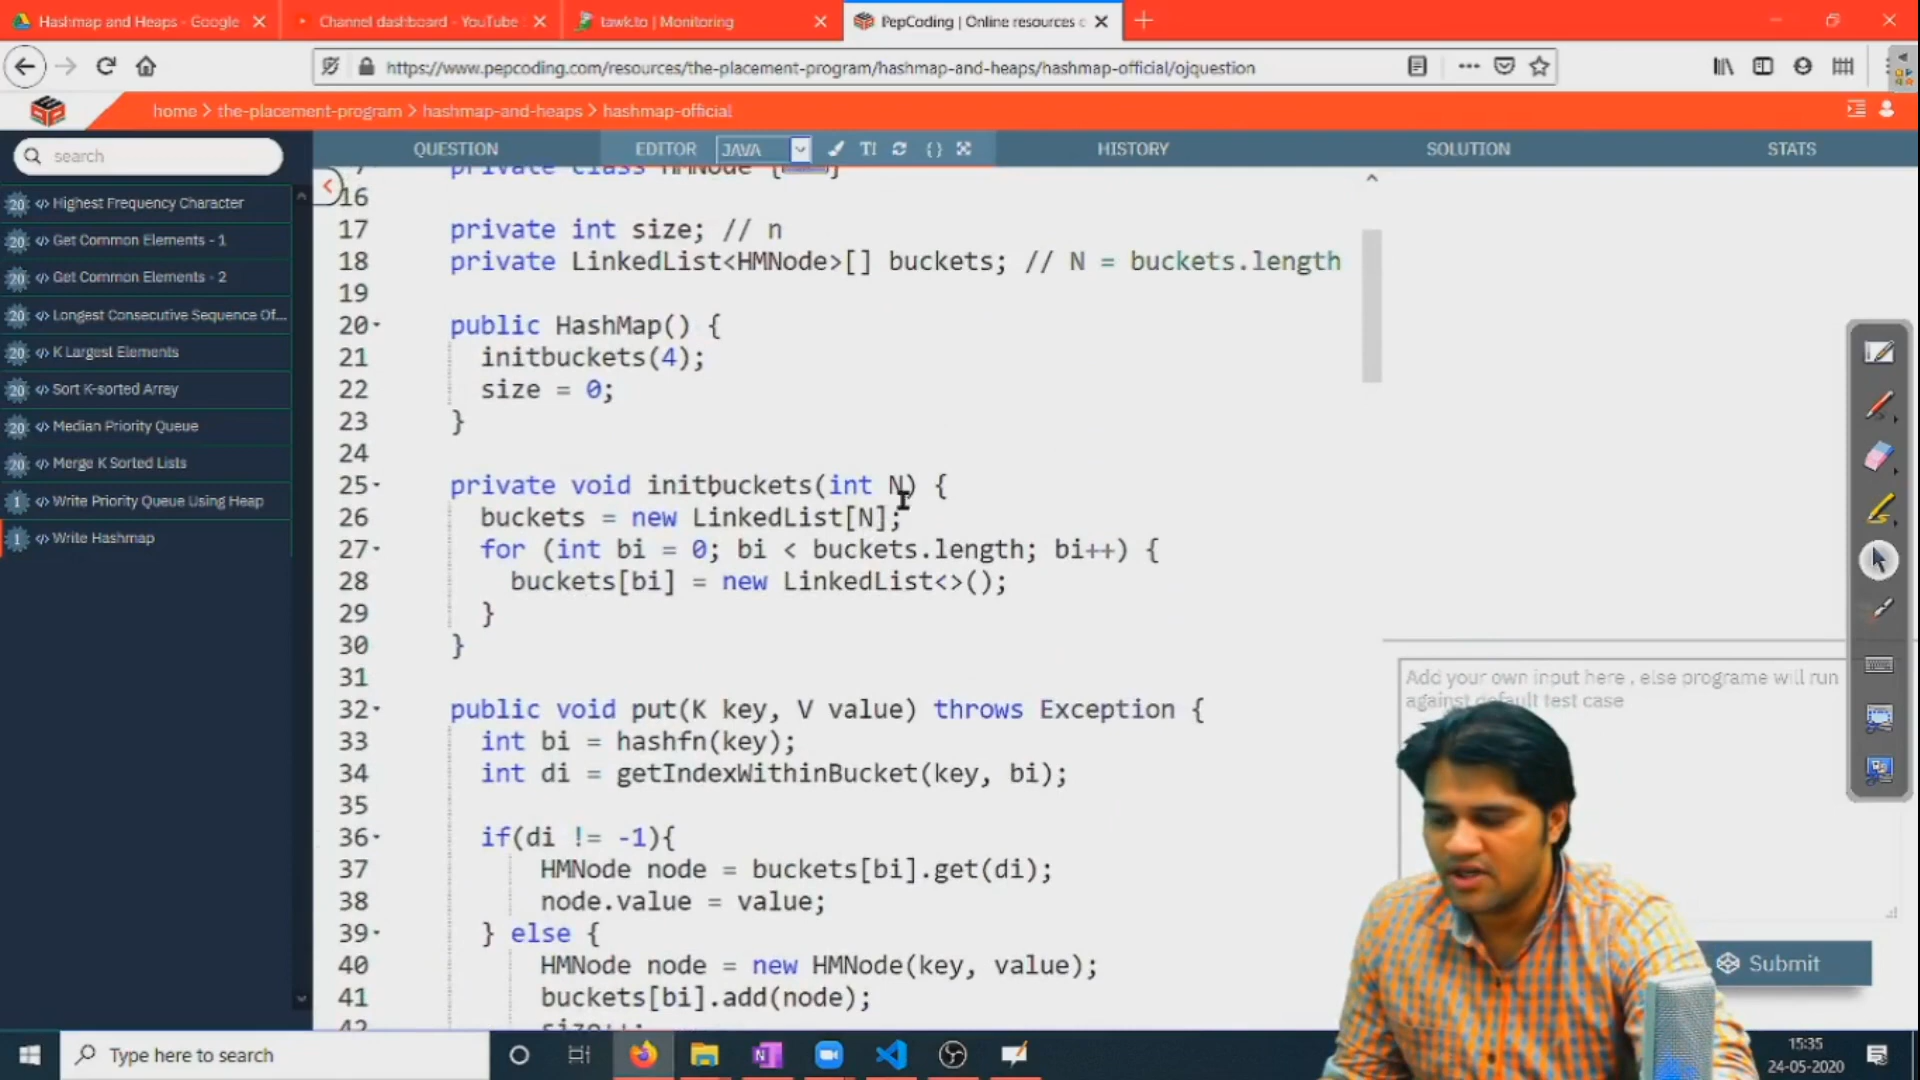 Hashmap and Heaps - Google
Channel dashboard - YouTube
tawk.to | Monitoring
PepCoding | Online resources c
https://www.pepcoding.com/resources/the-placement-program/hashmap-and-heaps/hashmap-official/ojquestion
home > the-placement-program > hashmap-and-heaps > hashmap-official
search
QUESTION
EDITOR
JAVA
HISTORY
SOLUTION
STATS
20 </> Highest Frequency Character
20 </> Get Common Elements - 1
20 </> Get Common Elements - 2
20 </> Longest Consecutive Sequence Of...
20 </> K Largest Elements
20 </> Sort K-sorted Array
20 </> Median Priority Queue
20 </> Merge K Sorted Lists
1 </> Write Priority Queue Using Heap
1 </> Write Hashmap
7 private class HMNode {
16
17 private int size; // n
18 private LinkedList<HMNode>[] buckets; // N = buckets.length
19
20 public HashMap() {
21 initbuckets(4);
22 size = 0;
23 }
24
25 private void initbuckets(int N) {
26 buckets = new LinkedList[N];
27 for (int bi = 0; bi < buckets.length; bi++) {
28 buckets[bi] = new LinkedList<>();
29 }
30 }
31
32 public void put(K key, V value) throws Exception {
33 int bi = hashfn(key);
34 int di = getIndexWithinBucket(key, bi);
35
36 if(di != -1){
37 HMNode node = buckets[bi].get(di);
38 node.value = value;
39 } else {
40 HMNode node = new HMNode(key, value);
41 buckets[bi].add(node);
42 size++;
Add your own input here , else programe will run
against default test case
Submit
Type here to search
15:35
24-05-2020